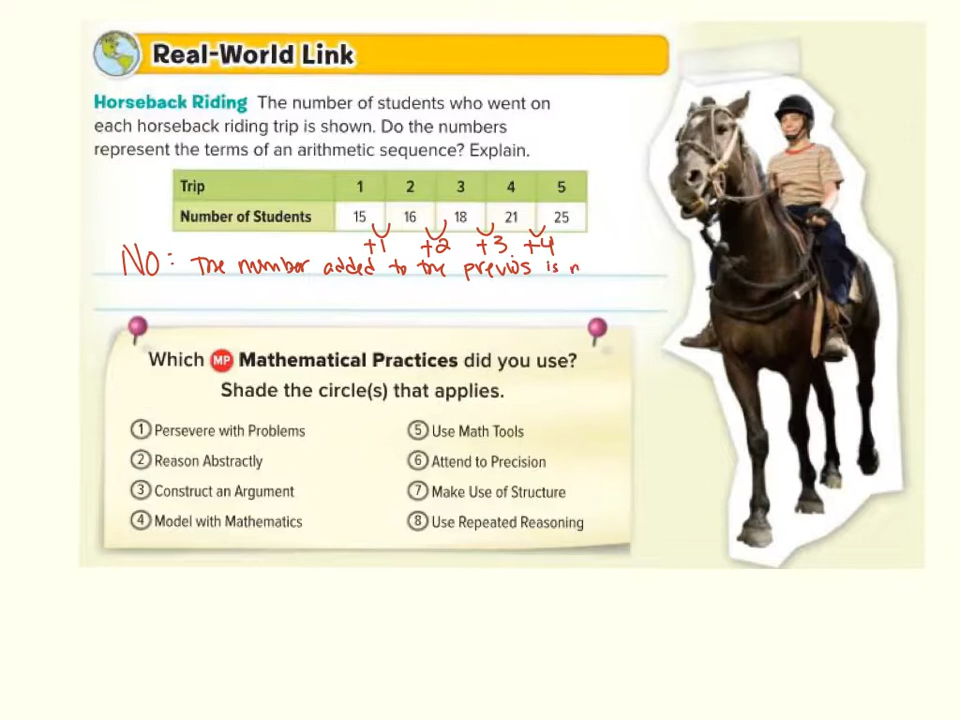 Real-World Link
Horseback Riding The number of students who went on
each horseback riding trip is shown. Do the numbers
represent the terms of an arithmetic sequence? Explain.
Trip 1 2 3 4 5
Number of Students 15 16 18 21 25
+1 +2 +3 +4
NO: The number added to the previos is n
Which MP Mathematical Practices did you use?
Shade the circle(s) that applies.
1 Persevere with Problems
2 Reason Abstractly
3 Construct an Argument
4 Model with Mathematics
5 Use Math Tools
6 Attend to Precision
7 Make Use of Structure
8 Use Repeated Reasoning